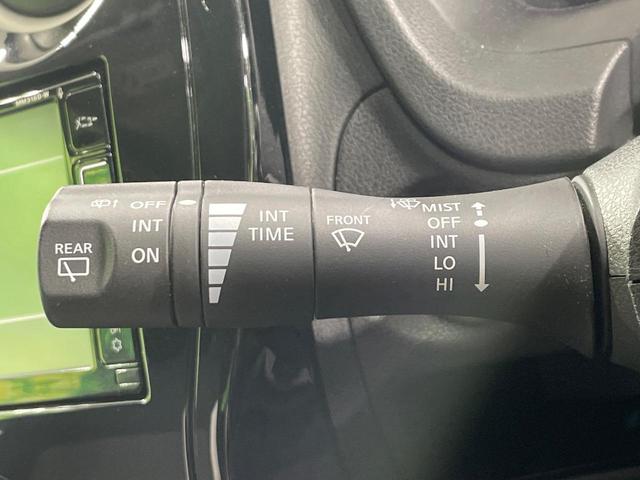 REAR
OFF
INT
ON
INT
TIME
FRONT
MIST
OFF
INT
LO
HI